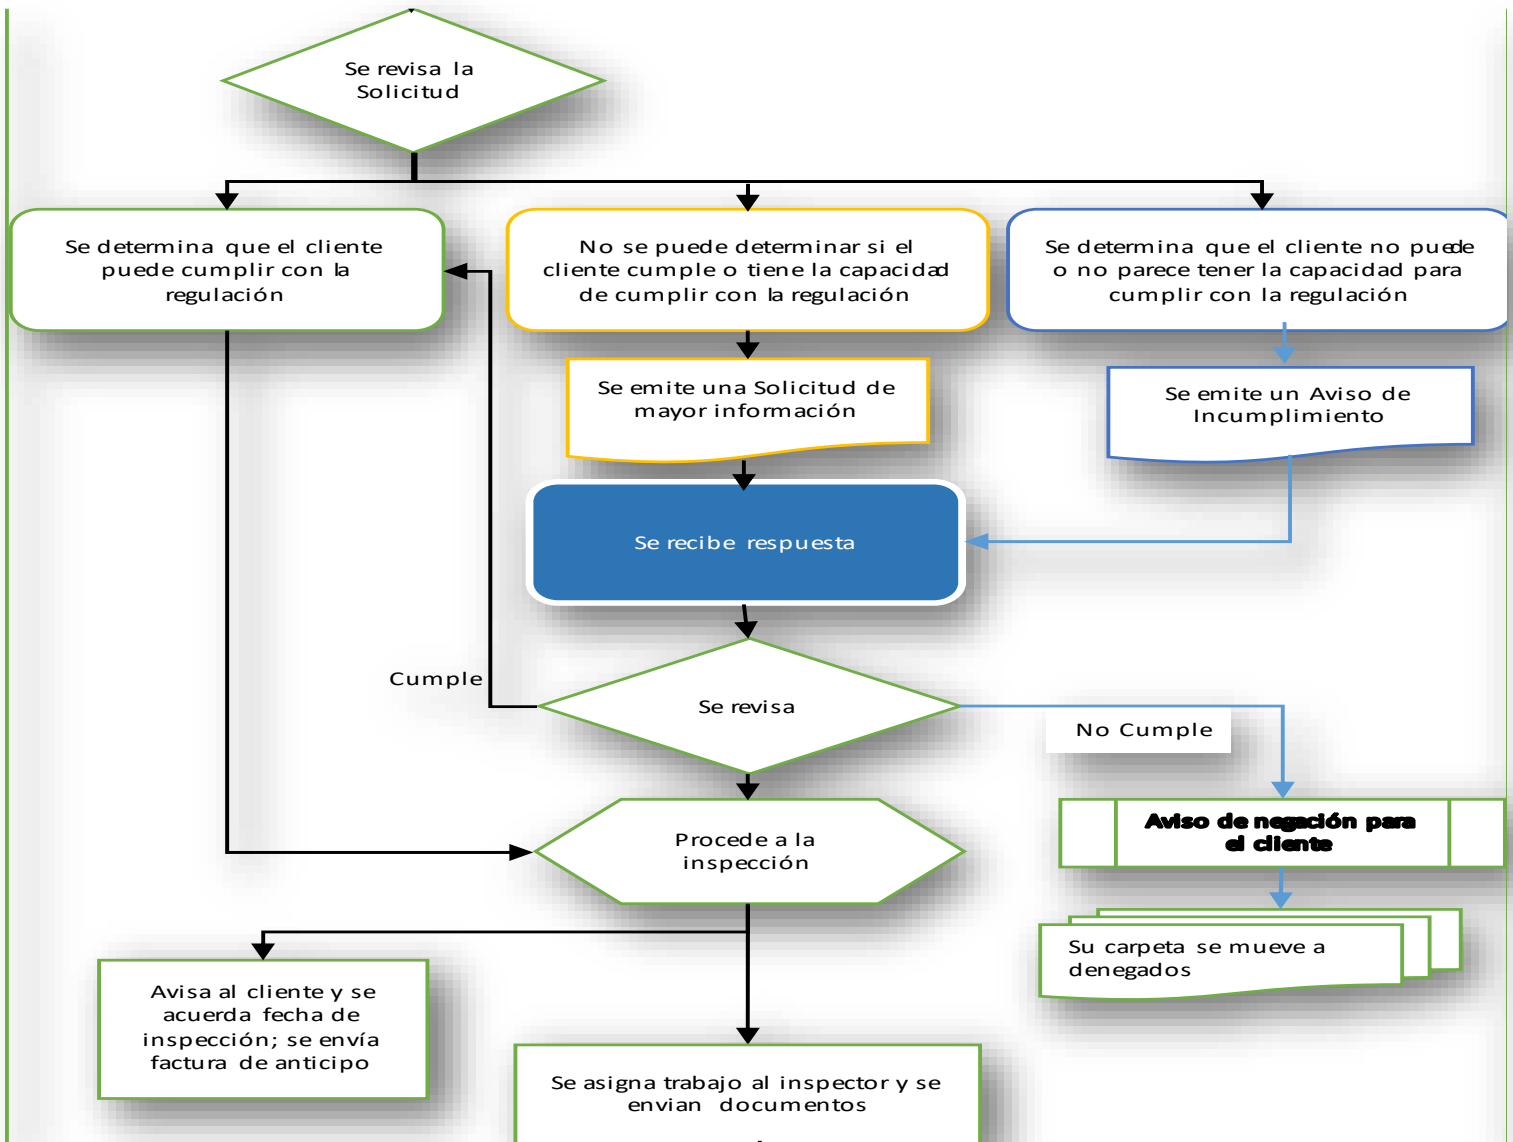 Se revisa la
Solicitud
Se determina que el cliente
puede cumplir con la
regulación
No se puede determinar si el
cliente cumple o tiene la capacidad
de cumplir con la regulación
Se determina que el cliente no puede
o no parece tener la capacidad para
cumplir con la regulación
Se emite una Solicitud de
mayor información
Se emite un Aviso de
Incumplimiento
Se recibe respuesta
Cumple
Se revisa
No Cumple
Procede a la
inspección
Aviso de negación para
el cliente
Su carpeta se mueve a
denegados
Avisa al cliente y se
acuerda fecha de
inspección; se envía
factura de anticipo
Se asigna trabajo al inspector y se
envian documentos